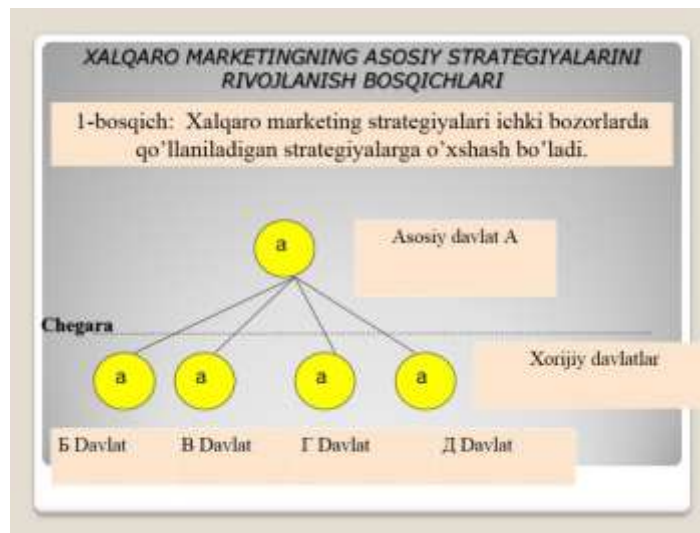 XALQARO MARKETINGNING ASOSIY STRATEGIYALARINI
RIVOJLANISH BOSQICHLARI
1-bosqich: Xalqaro marketing strategiyalari ichki bozorlarda
qo'llaniladigan strategiyalarga o'xshash bo'ladi.
a
Asosiy davlat A
Chegara
a a a a
Xorijiy davlatlar
Б Davlat В Davlat Г Davlat Д Davlat